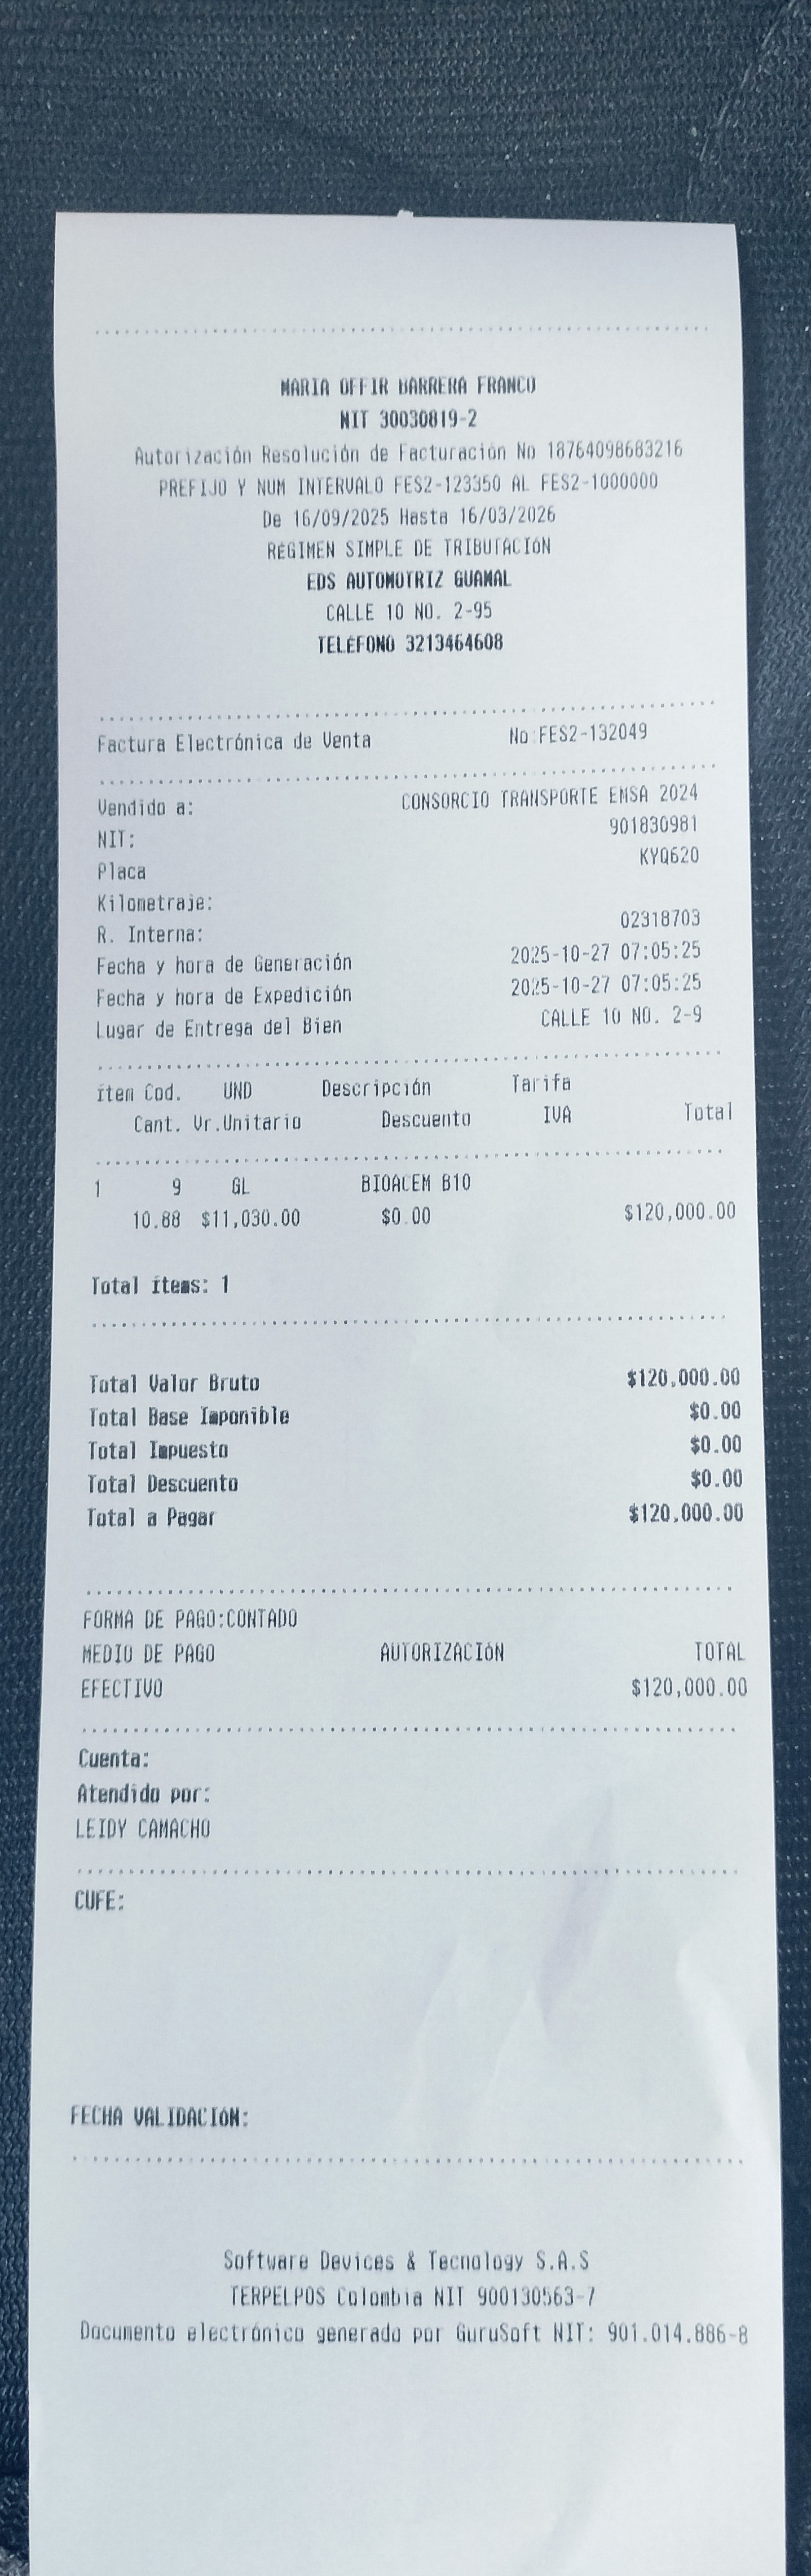 MARIA OFFIR BARRERA FRANCO
NIT 30030819-2
Autorización Resolución de Facturación No 18764098683216
PREFIJO Y NUM INTERVALO FES2-123350 AL FES2-1000000
De 16/09/2025 Hasta 16/03/2026
RÉGIMEN SIMPLE DE TRIBUTACIÓN
EDS AUTOMOTRIZ GUAMAL
CALLE 10 NO. 2-95
TELÉFONO 3213464608
Factura Electrónica de Venta No FES2-132049
Vendido a: CONSORCIO TRANSPORTE EMSA 2024
NIT: 901830981
Placa KYQ620
Kilometraje:
R. Interna: 02318703
Fecha y hora de Generación 2025-10-27 07:05:25
Fecha y hora de Expedición 2025-10-27 07:05:25
Lugar de Entrega del Bien CALLE 10 NO. 2-9
ítem Cod. UND Descripción Tarifa
Cant. Vr.Unitario Descuento IVA Total
1 9 GL BIOACEM B10
10.88 $11,030.00 $0.00 $120,000.00
Total ítems: 1
Total Valor Bruto $120,000.00
Total Base Imponible $0.00
Total Impuesto $0.00
Total Descuento $0.00
Total a Pagar $120,000.00
FORMA DE PAGO:CONTADO
MEDIO DE PAGO AUTORIZACIÓN TOTAL
EFECTIVO $120,000.00
Cuenta:
Atendido por:
LEIDY CAMACHO
CUFE:
FECHA VALIDACIÓN:
Software Devices & Tecnology S.A.S
TERPELPOS Colombia NIT 900130563-7
Documento electrónico generado por GuruSoft NIT: 901.014.886-8